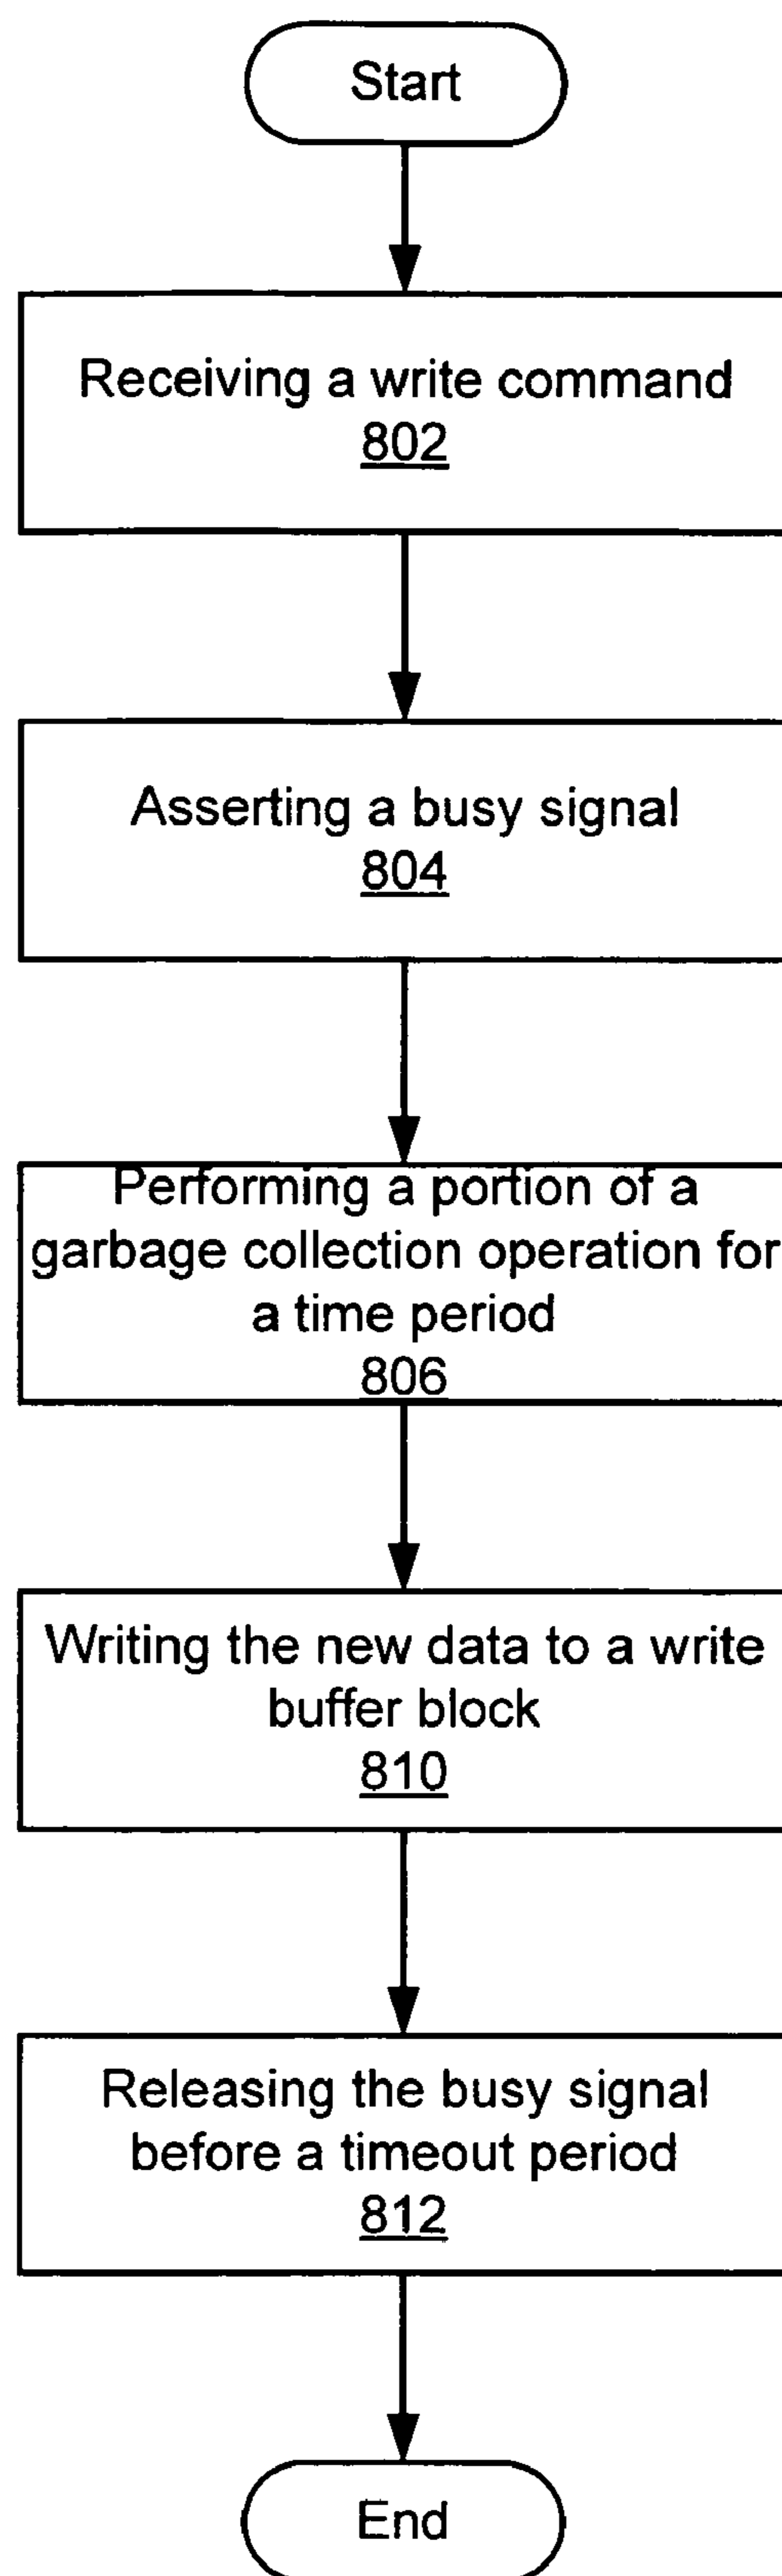 Start
Receiving a write command
802
Asserting a busy signal
804
Performing a portion of a
garbage collection operation for
a time period
806
Writing the new data to a write
buffer block
810
Releasing the busy signal
before a timeout period
812
End